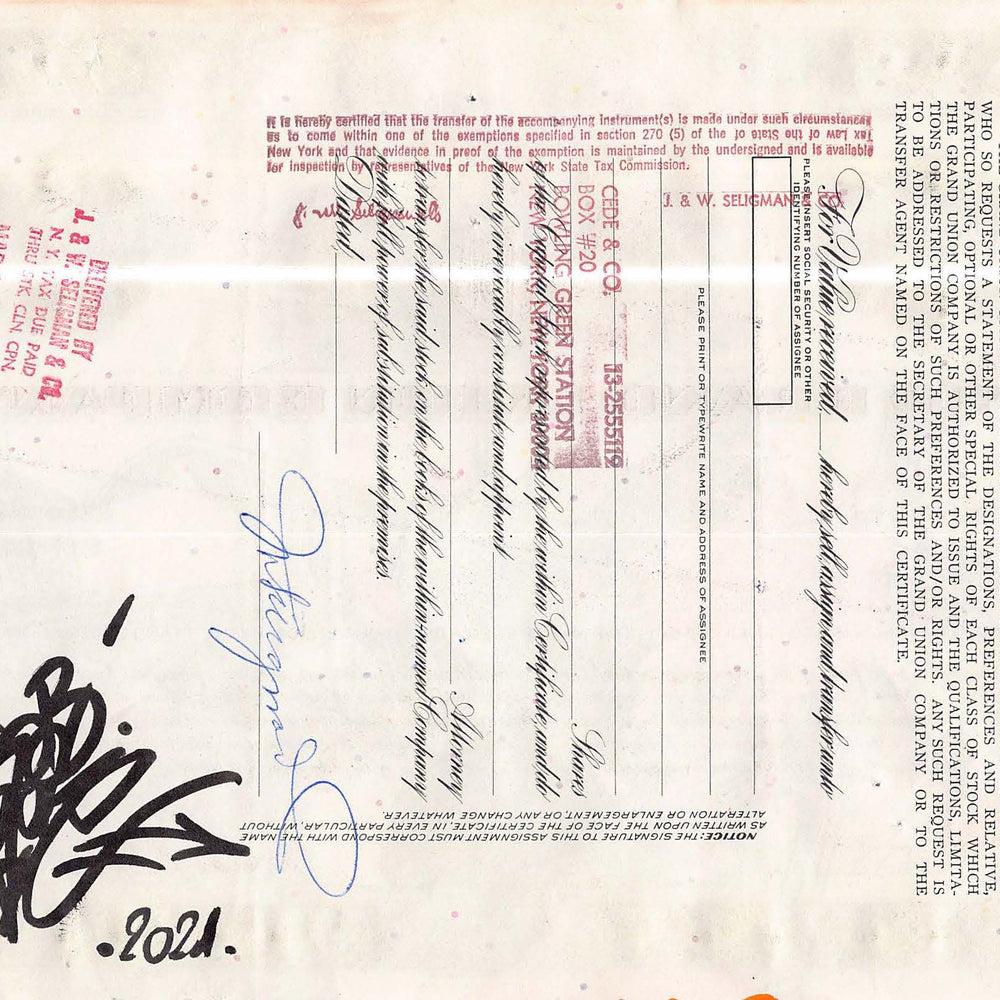 WHO SO REQUESTS A STATEMENT OF THE DESIGNATIONS, PREFERENCES AND RELATIVE,
PARTICIPATING, OPTIONAL OR OTHER SPECIAL RIGHTS OF EACH CLASS OF STOCK WHICH
THE GRAND UNION COMPANY IS AUTHORIZED TO ISSUE AND THE QUALIFICATIONS, LIMITA-
TIONS OR RESTRICTIONS OF SUCH PREFERENCES AND/OR RIGHTS. ANY SUCH REQUEST IS
TO BE ADDRESSED TO THE SECRETARY OF THE GRAND UNION COMPANY OR TO THE
TRANSFER AGENT NAMED ON THE FACE OF THIS CERTIFICATE.
For Value received, hereby sell, assign and transfer unto
PLEASE INSERT SOCIAL SECURITY OR OTHER
IDENTIFYING NUMBER OF ASSIGNEE
J. & W. SELIGMAN &
PLEASE PRINT OR TYPEWRITE NAME AND ADDRESS OF ASSIGNEE
CEDE & CO. 13-2555119
BOX #20
BOWLING GREEN STATION
NEW YORK,
Shares
of the Capital Stock represented by the within Certificate, and do
hereby irrevocably constitute and appoint
Attorney
to transfer the said stock on the books of the within-named Company
with full power of substitution in the premises.
Dated,
NOTICE: THE SIGNATURE TO THIS ASSIGNMENT MUST CORRESPOND WITH THE NAME
AS WRITTEN UPON THE FACE OF THE CERTIFICATE, IN EVERY PARTICULAR, WITHOUT
ALTERATION OR ENLARGEMENT, OR ANY CHANGE WHATEVER.
It is hereby certified that the transfer of the accompanying instrument(s) is made under such circumstances
as to come within one of the exemptions specified in section 270 (5) of the Tax Law of the State of
New York and that evidence in proof of the exemption is maintained by the undersigned and is available
for inspection by representatives of the New York State Tax Commission.
DELIVERED BY
J. & W. SELIGMAN & CO.
N. Y. TAX DUE PAID
THRU STK. CLN. CPN.
.2021.